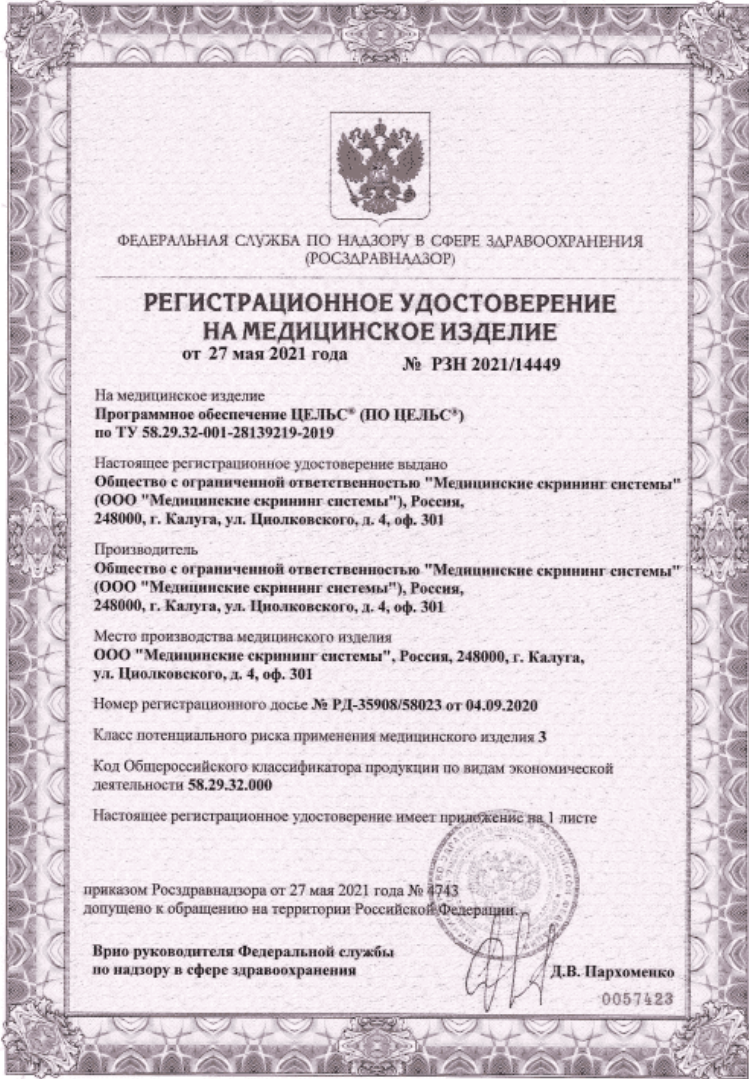 ФЕДЕРАЛЬНАЯ СЛУЖБА ПО НАДЗОРУ В СФЕРЕ ЗДРАВООХРАНЕНИЯ
(РОСЗДРАВНАДЗОР)
РЕГИСТРАЦИОННОЕ УДОСТОВЕРЕНИЕ
НА МЕДИЦИНСКОЕ ИЗДЕЛИЕ
от 27 мая 2021 года № РЗН 2021/14449
На медицинское изделие
Программное обеспечение ЦЕЛЬС® (ПО ЦЕЛЬС®)
по ТУ 58.29.32-001-28139219-2019
Настоящее регистрационное удостоверение выдано
Общество с ограниченной ответственностью "Медицинские скрининг системы"
(ООО "Медицинские скрининг системы"), Россия,
248000, г. Калуга, ул. Циолковского, д. 4, оф. 301
Производитель
Общество с ограниченной ответственностью "Медицинские скрининг системы"
(ООО "Медицинские скрининг системы"), Россия,
248000, г. Калуга, ул. Циолковского, д. 4, оф. 301
Место производства медицинского изделия
ООО "Медицинские скрининг системы", Россия, 248000, г. Калуга,
ул. Циолковского, д. 4, оф. 301
Номер регистрационного досье № РД-35908/58023 от 04.09.2020
Класс потенциального риска применения медицинского изделия 3
Код Общероссийского классификатора продукции по видам экономической
деятельности 58.29.32.000
Настоящее регистрационное удостоверение имеет приложение на 1 листе
приказом Росздравнадзора от 27 мая 2021 года № 4743
допущено к обращению на территории Российской Федерации.
Врио руководителя Федеральной службы
по надзору в сфере здравоохранения
Д.В. Пархоменко
0057423